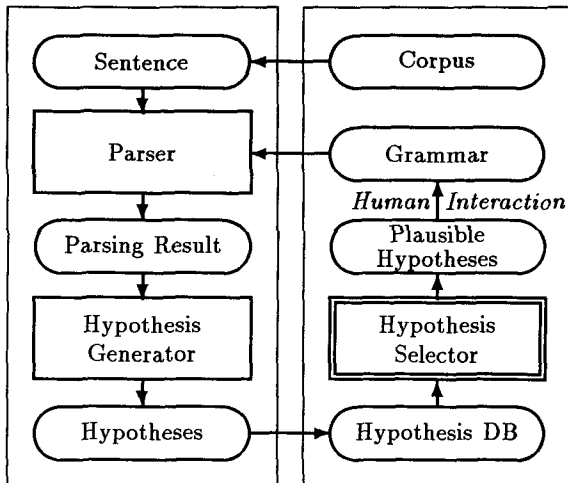 Sentence
Corpus
Parser
Grammar
Human Interaction
Parsing Result
Plausible
Hypotheses
Hypothesis
Generator
Hypothesis
Selector
Hypotheses
Hypothesis DB